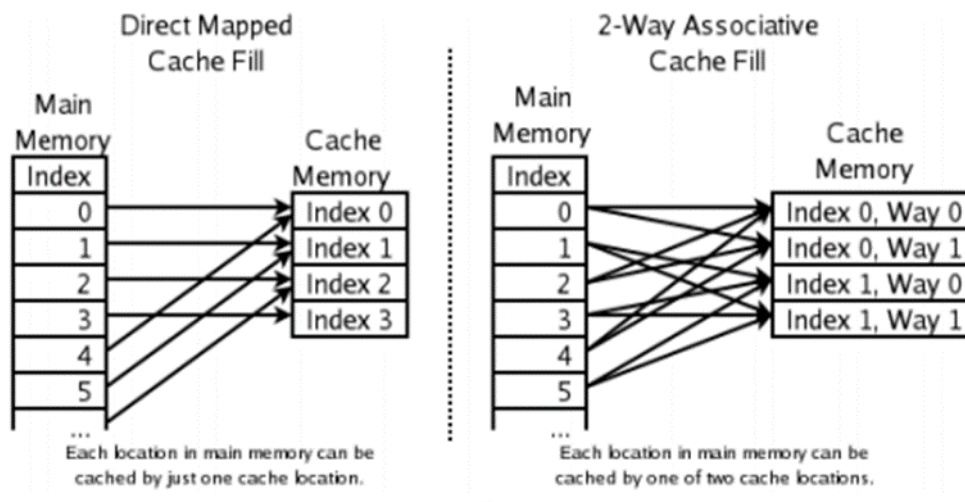 Direct Mapped
Cache Fill
Main
Memory
Index
0
1
2
3
4
5
...
Cache
Memory
Index 0
Index 1
Index 2
Index 3
Each location in main memory can be
cached by just one cache location.
2-Way Associative
Cache Fill
Main
Memory
Index
0
1
2
3
4
5
...
Cache
Memory
Index 0, Way 0
Index 0, Way 1
Index 1, Way 0
Index 1, Way 1
Each location in main memory can be
cached by one of two cache locations.